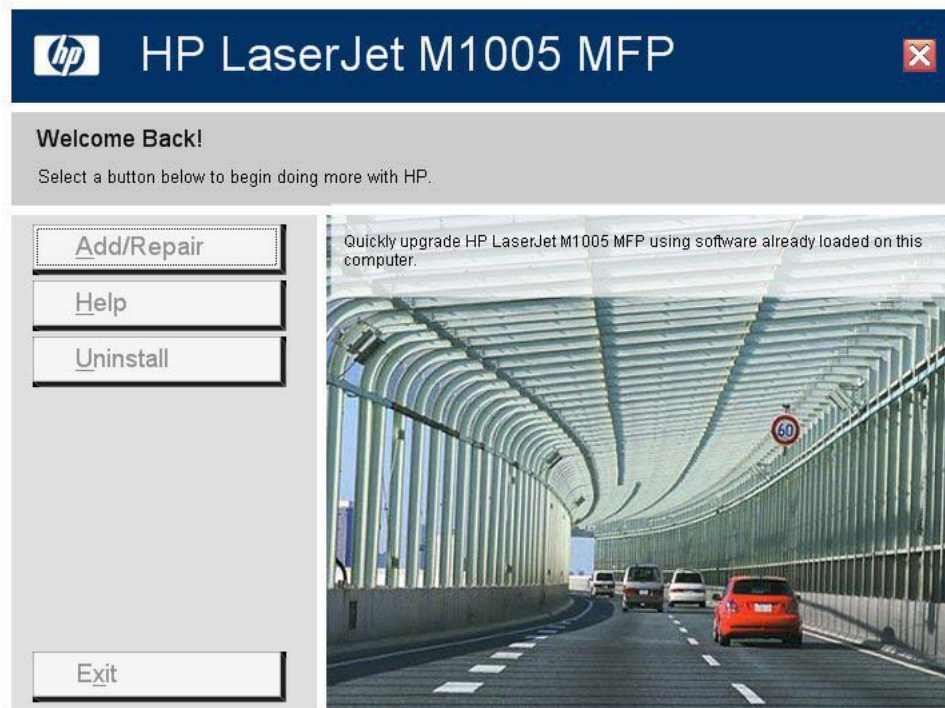 hp HP LaserJet M1005 MFP
Welcome Back!
Select a button below to begin doing more with HP.
Add/Repair
Help
Uninstall
Exit
Quickly upgrade HP LaserJet M1005 MFP using software already loaded on this
computer.
60